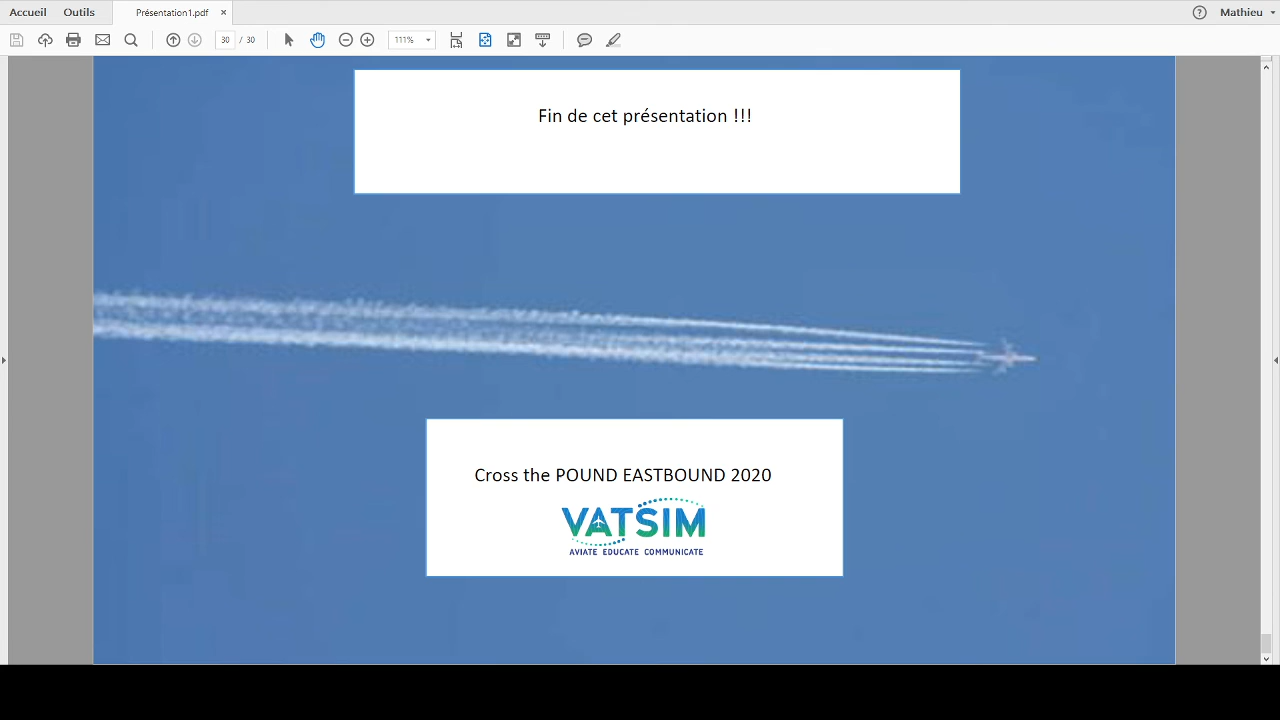 Accueil Outils Présentation1.pdf × Mathieu
30 / 30 111%
Fin de cet présentation !!!
Cross the POUND EASTBOUND 2020
VATSIM
AVIATE EDUCATE COMMUNICATE